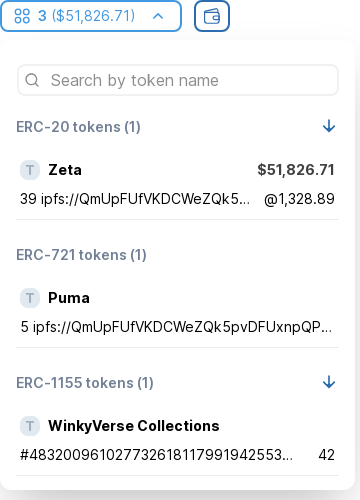 3 ($51,826.71)
Search by token name
ERC-20 tokens (1)
T Zeta $51,826.71
39 ipfs://QmUpFUfVKDCWeZQk5... @1,328.89
ERC-721 tokens (1)
T Puma
5 ipfs://QmUpFUfVKDCWeZQk5pvDFUxnpQP...
ERC-1155 tokens (1)
T WinkyVerse Collections
#483200961027732618117991942553... 42